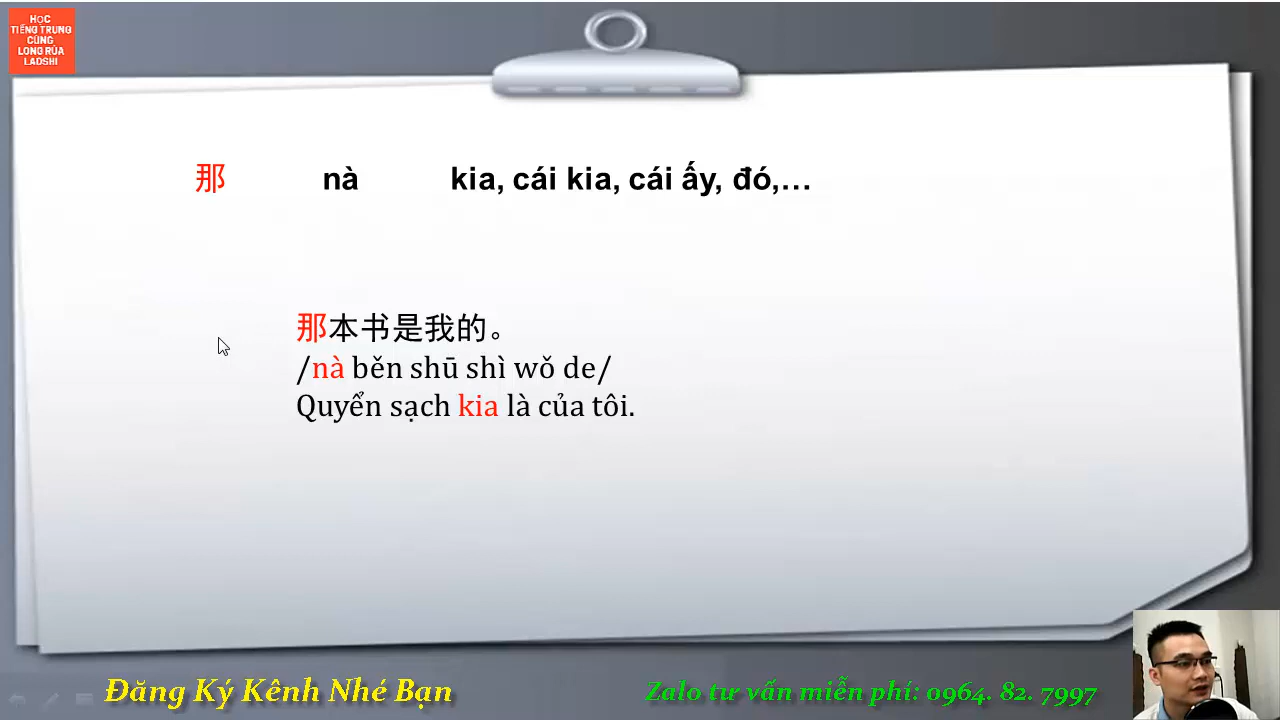 HỌC
TIẾNG TRUNG
CÙNG
LONG RÙA
LADSHI
那 nà kia, cái kia, cái ấy, đó,...
那本书是我的。
/nà běn shū shì wǒ de/
Quyển sạch kia là của tôi.
Đăng Ký Kênh Nhé Bạn
Zalo tư vấn miễn phí: 0964. 82. 7997